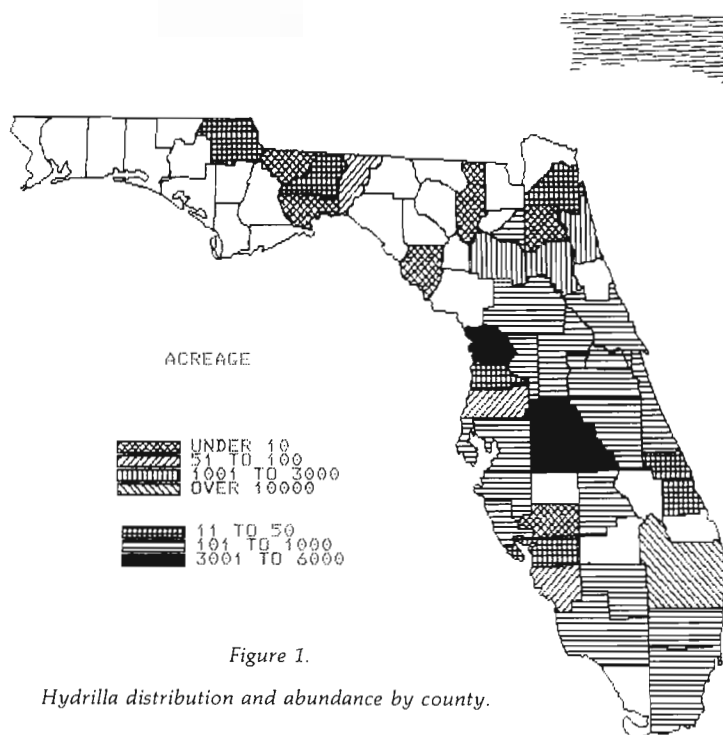 ACREAGE
UNDER 10
51 TO 100
1001 TO 3000
OVER 10000
11 TO 50
101 TO 1000
3001 TO 6000
Figure 1.
Hydrilla distribution and abundance by county.